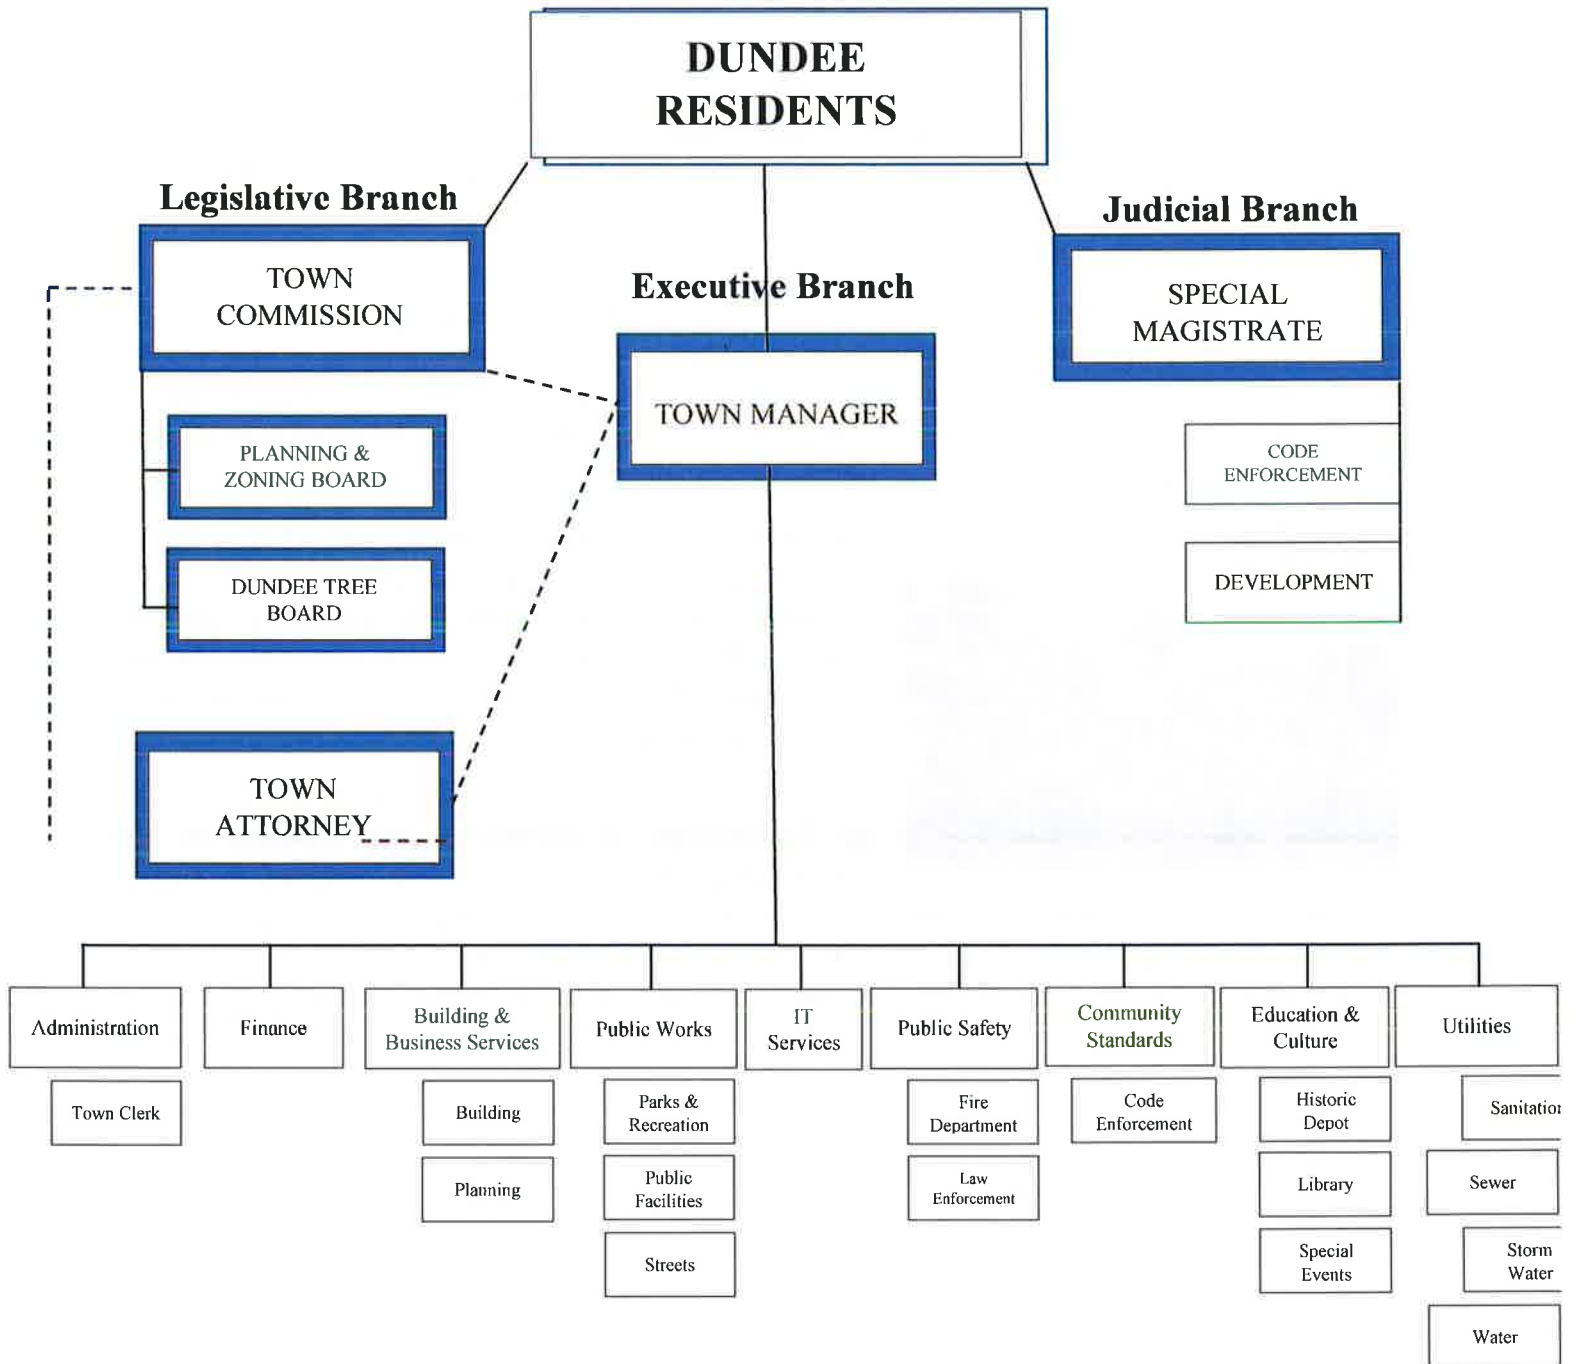 DUNDEE
RESIDENTS
Legislative Branch
Judicial Branch
Executive Branch
TOWN
COMMISSION
SPECIAL
MAGISTRATE
TOWN MANAGER
PLANNING &
ZONING BOARD
CODE
ENFORCEMENT
DUNDEE TREE
BOARD
DEVELOPMENT
TOWN
ATTORNEY
Administration
Finance
Building &
Business Services
Public Works
IT
Services
Public Safety
Community
Standards
Education &
Culture
Utilities
Town Clerk
Building
Planning
Parks &
Recreation
Public
Facilities
Streets
Fire
Department
Law
Enforcement
Code
Enforcement
Historic
Depot
Library
Special
Events
Sanitation
Sewer
Storm
Water
Water